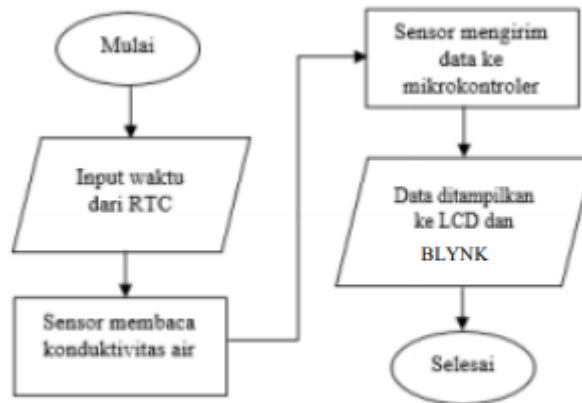 Mulai
Input waktu
dari RTC
Sensor membaca
konduktivitas air
Sensor mengirim
data ke
mikrokontroler
Data ditampilkan
ke LCD dan
BLYNK
Selesai